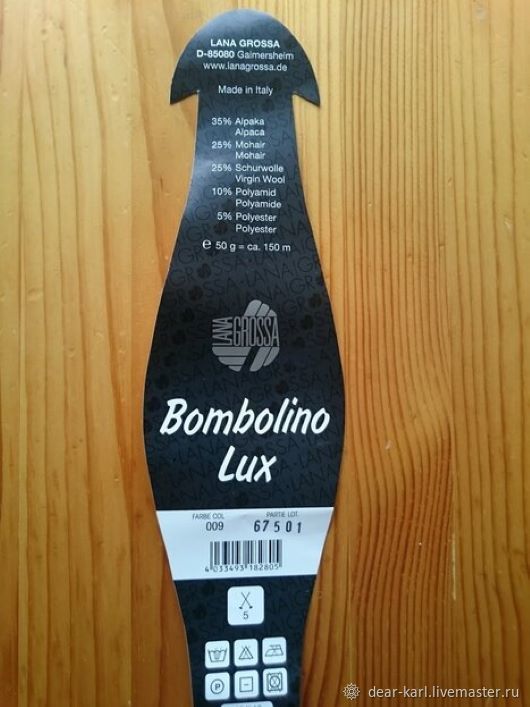 LANA GROSSA
D-85080 Gaimersheim
www.lanagrossa.de
Made in Italy
35% Alpaka
Alpaca
25% Mohair
Mohair
25% Schurwolle
Virgin Wool
10% Polyamid
Polyamide
5% Polyester
Polyester
℮ 50 g = ca. 150 m
LANA
GROSSA
Bombolino
Lux
FARBE COL.
009
PARTIE LOT.
67501
4 033493 182805
5
P
dear-karl.livemaster.ru